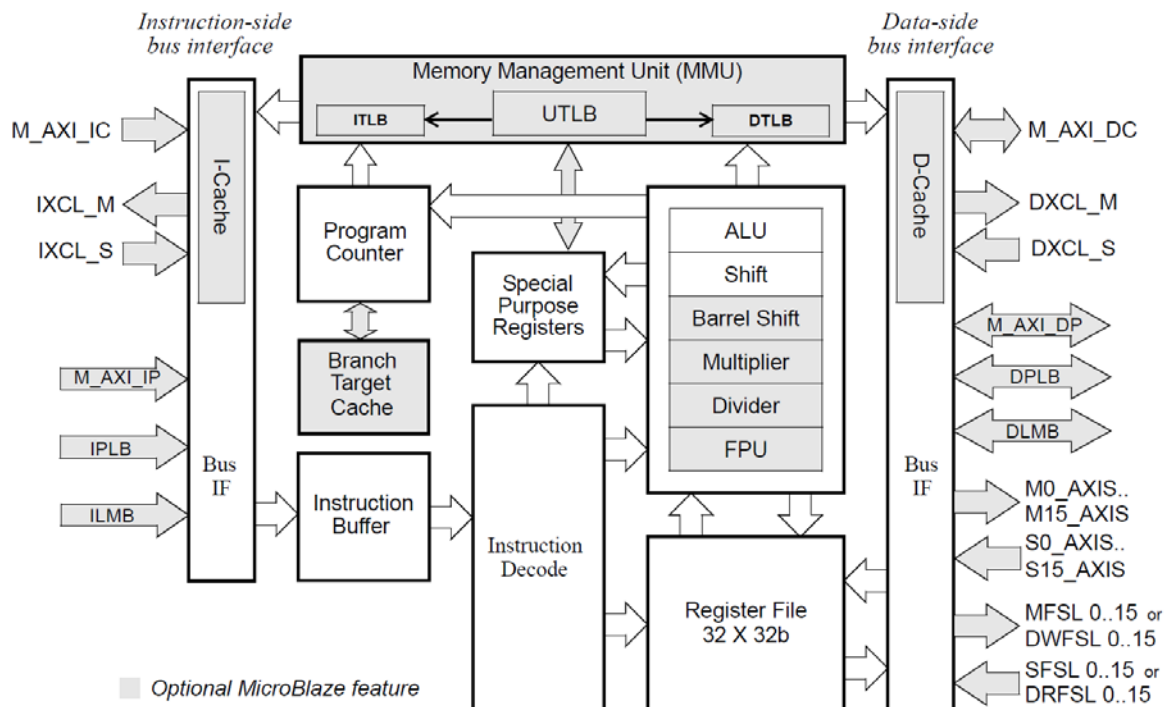 Instruction-side
bus interface
Data-side
bus interface
Memory Management Unit (MMU)
ITLB
UTLB
DTLB
M_AXI_IC
IXCL_M
IXCL_S
I-Cache
M_AXI_IP
IPLB
ILMB
Bus
IF
Program
Counter
Branch
Target
Cache
Instruction
Buffer
Special
Purpose
Registers
Instruction
Decode
ALU
Shift
Barrel Shift
Multiplier
Divider
FPU
Register File
32 X 32b
D-Cache
Bus
IF
M_AXI_DC
DXCL_M
DXCL_S
M_AXI_DP
DPLB
DLMB
M0_AXIS..
M15_AXIS
S0_AXIS..
S15_AXIS
MFSL 0..15 or
DWFSL 0..15
SFSL 0..15 or
DRFSL 0..15
Optional MicroBlaze feature